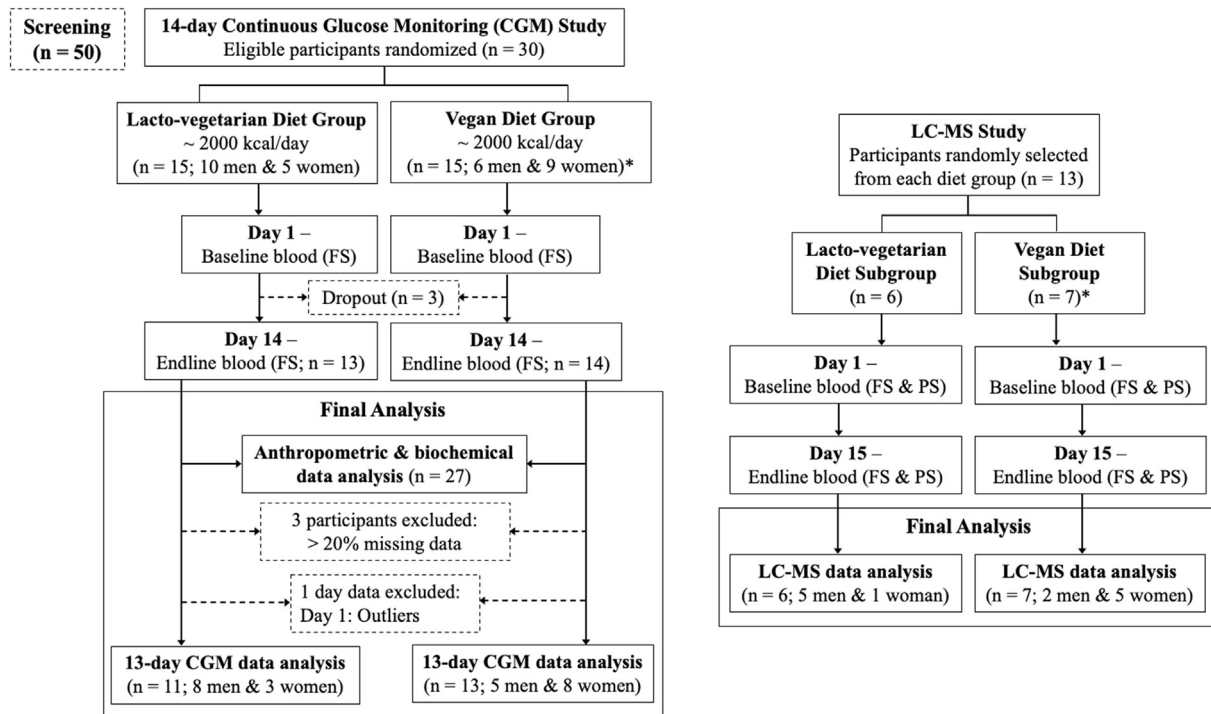 Screening
(n = 50)
14-day Continuous Glucose Monitoring (CGM) Study
Eligible participants randomized (n = 30)
Lacto-vegetarian Diet Group
~ 2000 kcal/day
(n = 15; 10 men & 5 women)
Vegan Diet Group
~ 2000 kcal/day
(n = 15; 6 men & 9 women)*
Day 1 –
Baseline blood (FS)
Day 1 –
Baseline blood (FS)
Dropout (n = 3)
Day 14 –
Endline blood (FS; n = 13)
Day 14 –
Endline blood (FS; n = 14)
Final Analysis
Anthropometric & biochemical
data analysis (n = 27)
3 participants excluded:
> 20% missing data
1 day data excluded:
Day 1: Outliers
13-day CGM data analysis
(n = 11; 8 men & 3 women)
13-day CGM data analysis
(n = 13; 5 men & 8 women)
LC-MS Study
Participants randomly selected
from each diet group (n = 13)
Lacto-vegetarian
Diet Subgroup
(n = 6)
Vegan Diet
Subgroup
(n = 7)*
Day 1 –
Baseline blood (FS & PS)
Day 1 –
Baseline blood (FS & PS)
Day 15 –
Endline blood (FS & PS)
Day 15 –
Endline blood (FS & PS)
Final Analysis
LC-MS data analysis
(n = 6; 5 men & 1 woman)
LC-MS data analysis
(n = 7; 2 men & 5 women)